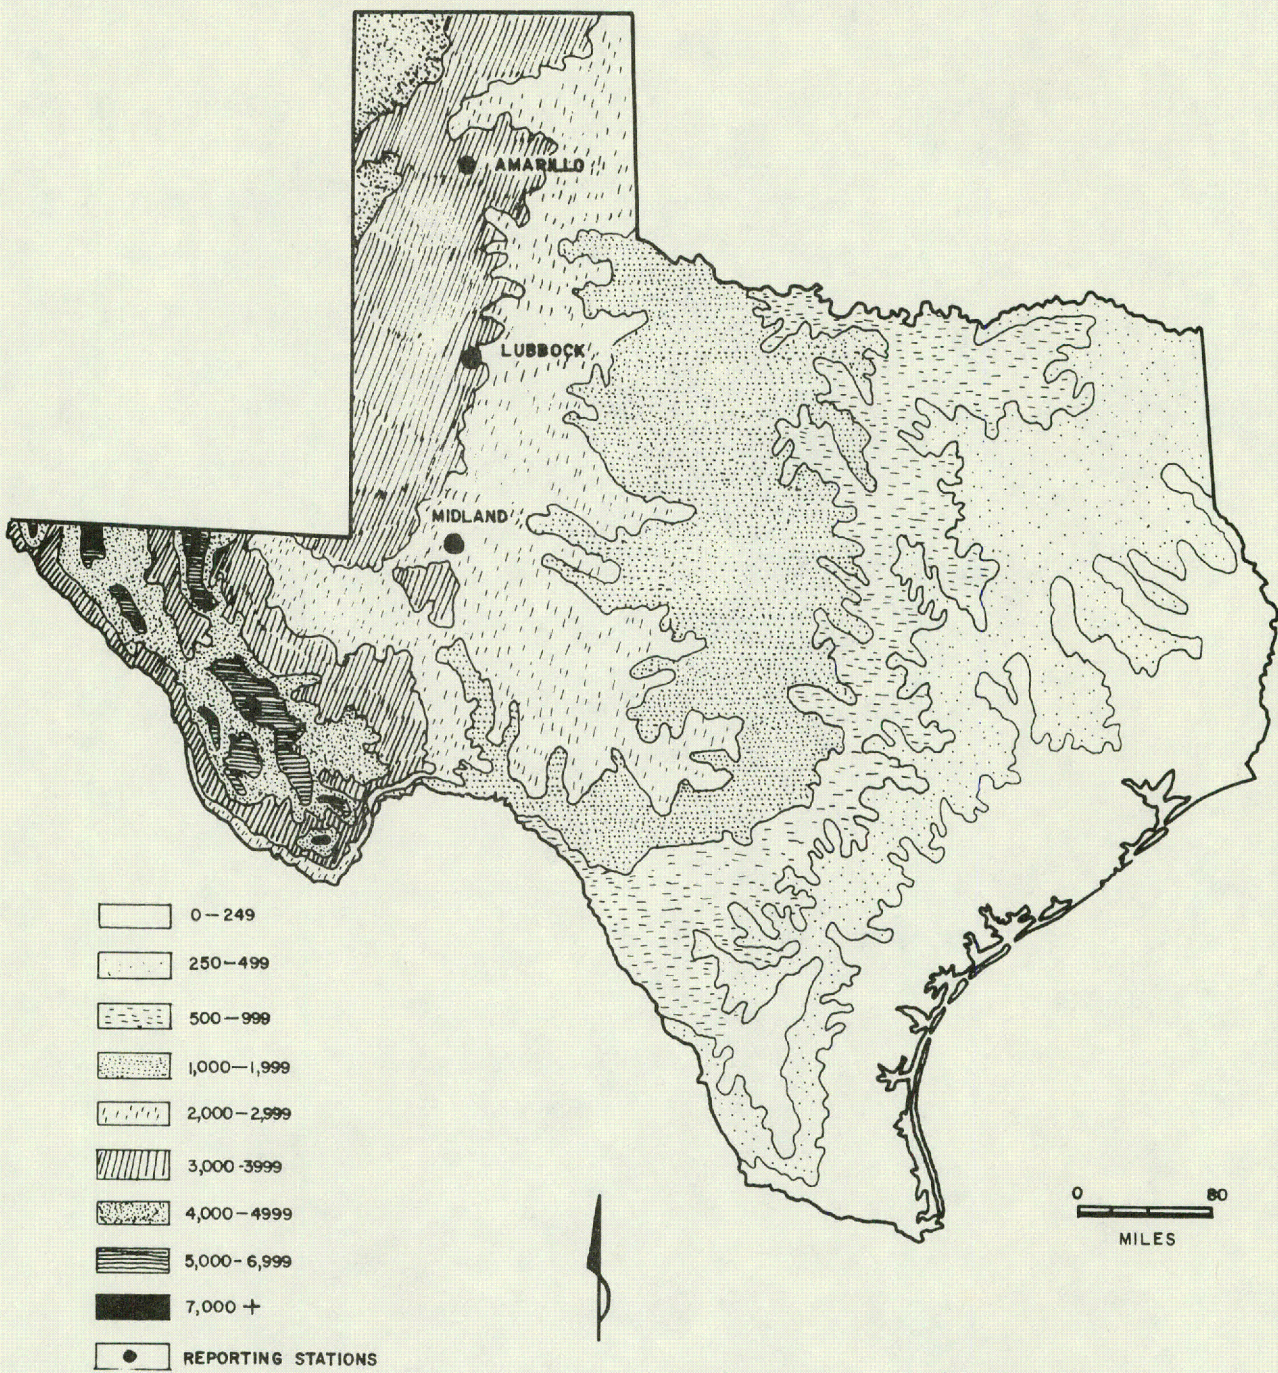 AMARILLO
LUBBOCK
MIDLAND
0-249
250-499
500-999
1,000-1,999
2,000-2,999
3,000-3999
4,000-4999
5,000-6,999
7,000 +
REPORTING STATIONS
0 80
MILES